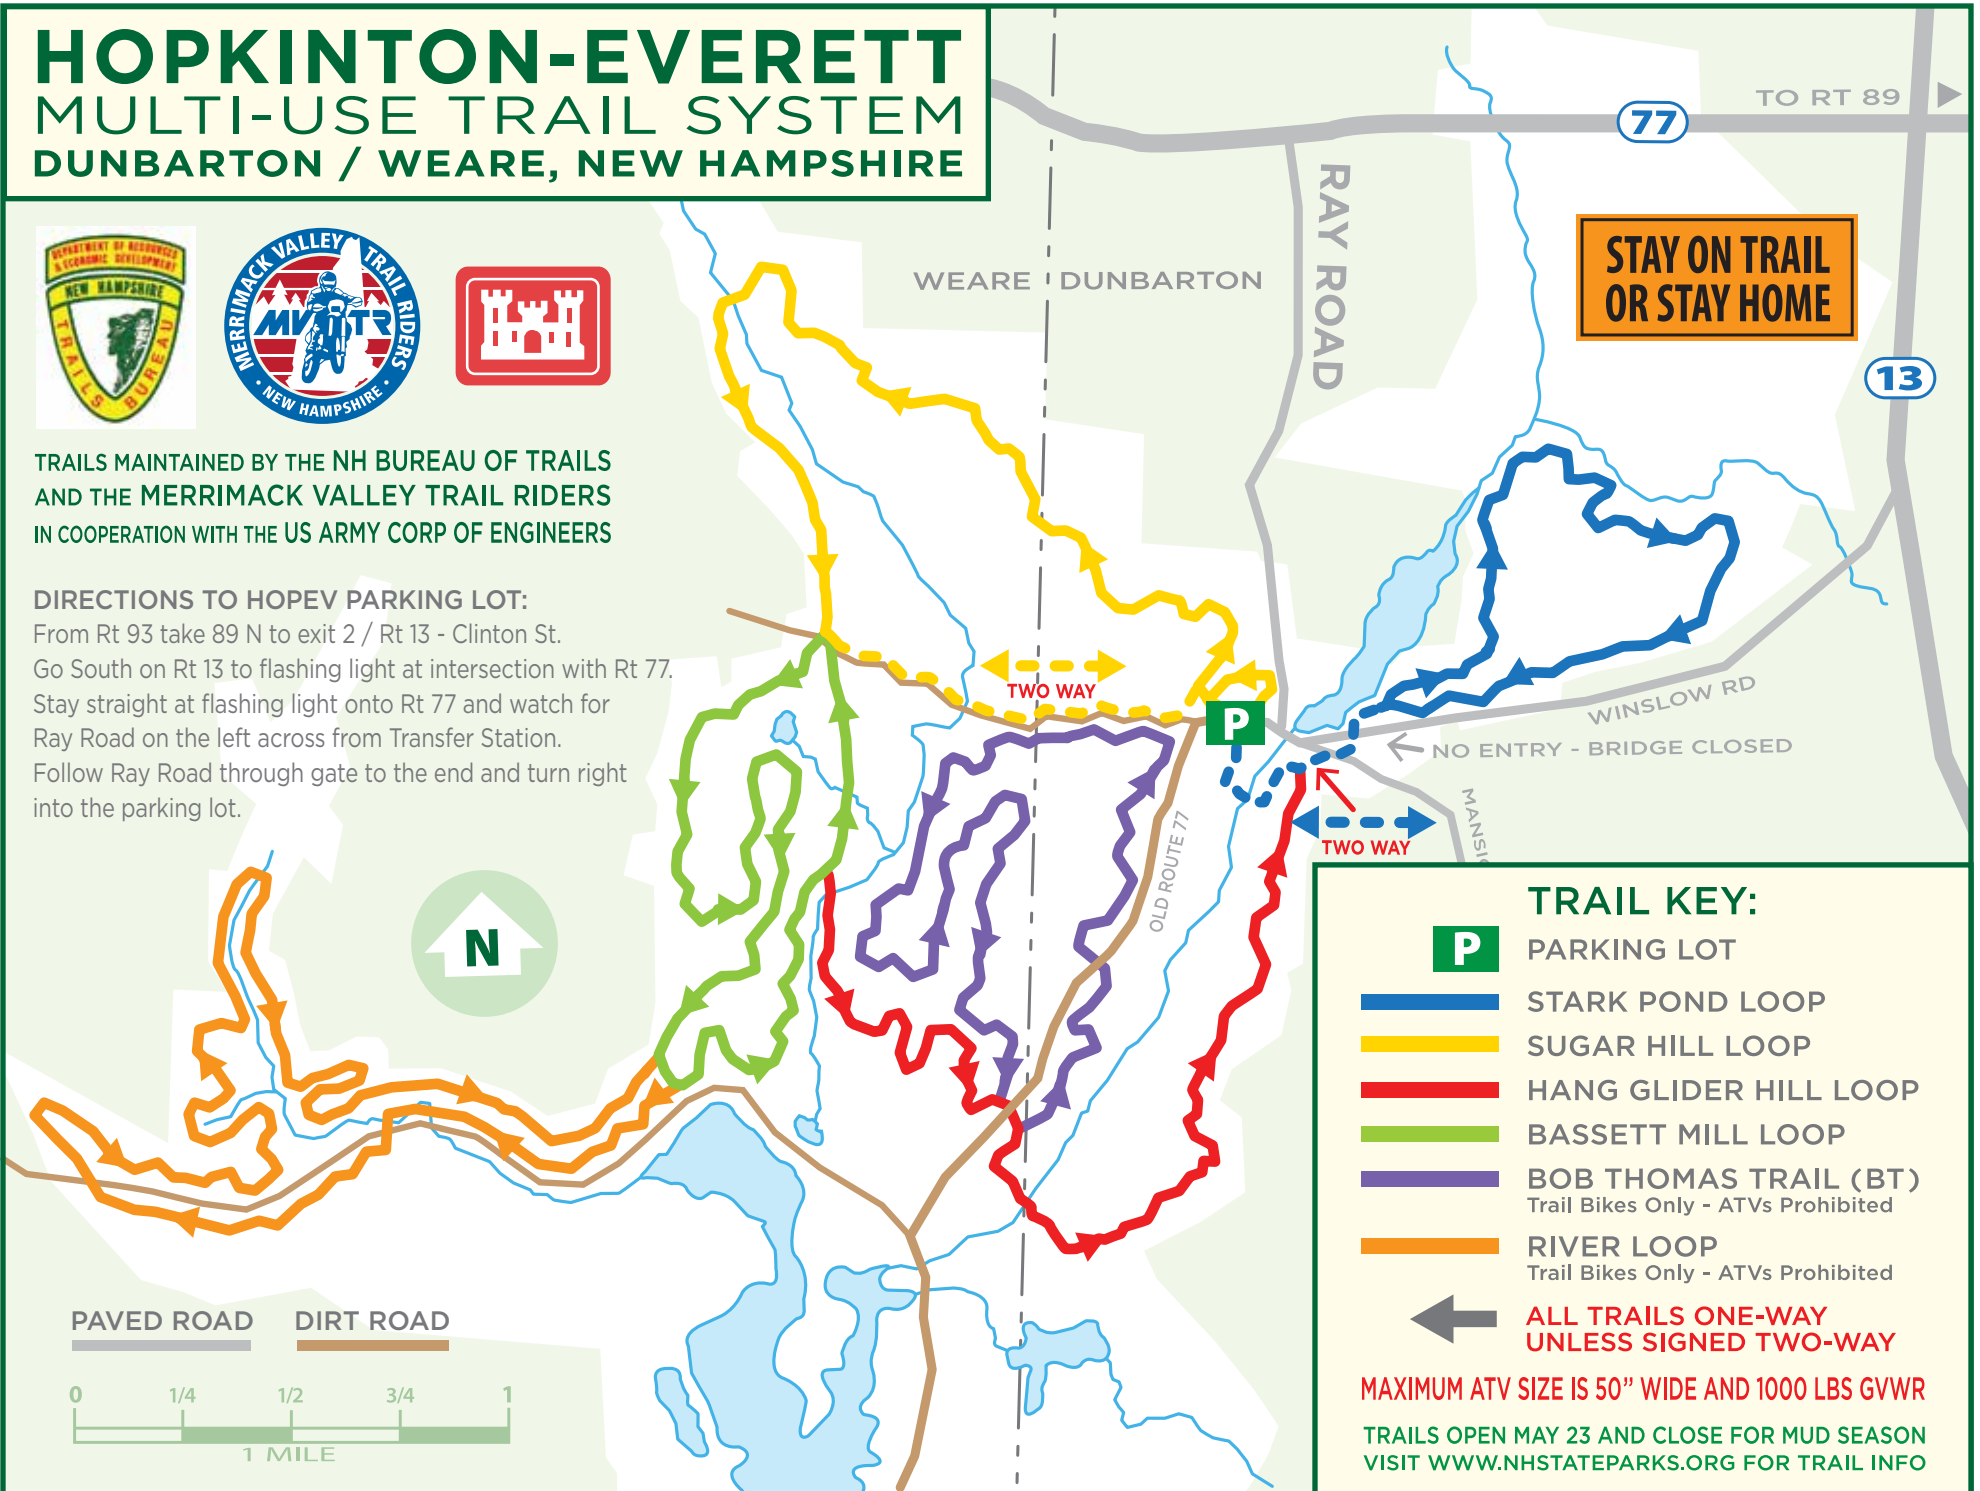 HOPKINTON-EVERETT
MULTI-USE TRAIL SYSTEM
DUNBARTON / WEARE, NEW HAMPSHIRE
DEPARTMENT OF RESOURCES
& ECONOMIC DEVELOPMENT
NEW HAMPSHIRE
TRAILS BUREAU
MERRIMACK VALLEY TRAIL RIDERS
MVTR
• NEW HAMPSHIRE •
TRAILS MAINTAINED BY THE NH BUREAU OF TRAILS
AND THE MERRIMACK VALLEY TRAIL RIDERS
IN COOPERATION WITH THE US ARMY CORP OF ENGINEERS
DIRECTIONS TO HOPEV PARKING LOT:
From Rt 93 take 89 N to exit 2 / Rt 13 - Clinton St.
Go South on Rt 13 to flashing light at intersection with Rt 77.
Stay straight at flashing light onto Rt 77 and watch for
Ray Road on the left across from Transfer Station.
Follow Ray Road through gate to the end and turn right
into the parking lot.
N
WEARE
DUNBARTON
RAY ROAD
77
TO RT 89
STAY ON TRAIL
OR STAY HOME
13
TWO WAY
P
WINSLOW RD
NO ENTRY - BRIDGE CLOSED
MANSI
OLD ROUTE 77
TWO WAY
PAVED ROAD
DIRT ROAD
0 1/4 1/2 3/4 1
1 MILE
TRAIL KEY:
P PARKING LOT
STARK POND LOOP
SUGAR HILL LOOP
HANG GLIDER HILL LOOP
BASSETT MILL LOOP
BOB THOMAS TRAIL (BT)
Trail Bikes Only - ATVs Prohibited
RIVER LOOP
Trail Bikes Only - ATVs Prohibited
ALL TRAILS ONE-WAY
UNLESS SIGNED TWO-WAY
MAXIMUM ATV SIZE IS 50” WIDE AND 1000 LBS GVWR
TRAILS OPEN MAY 23 AND CLOSE FOR MUD SEASON
VISIT WWW.NHSTATEPARKS.ORG FOR TRAIL INFO